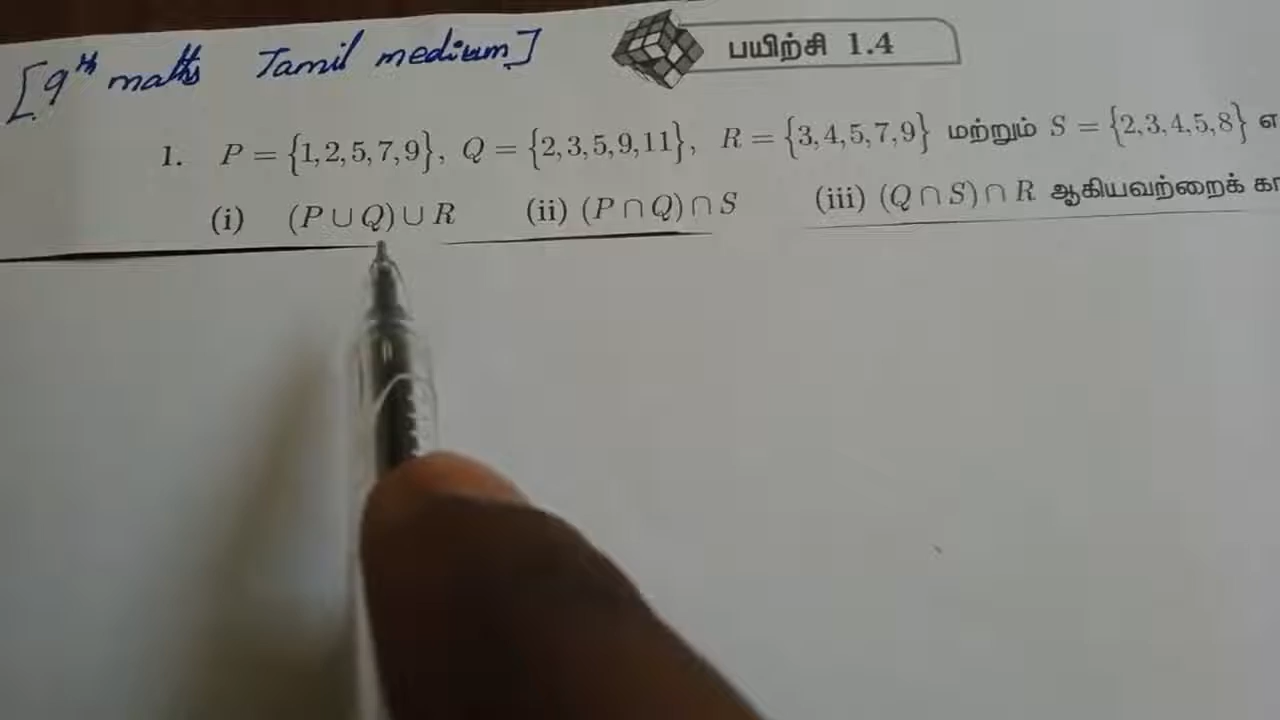 [9th maths Tamil medium]
பயிற்சி 1.4
1. P = {1,2,5,7,9}, Q = {2,3,5,9,11}, R = {3,4,5,7,9} மற்றும் S = {2,3,4,5,8}
(i) (P ∪ Q) ∪ R (ii) (P ∩ Q) ∩ S (iii) (Q ∩ S) ∩ R ஆகியவற்றைக்